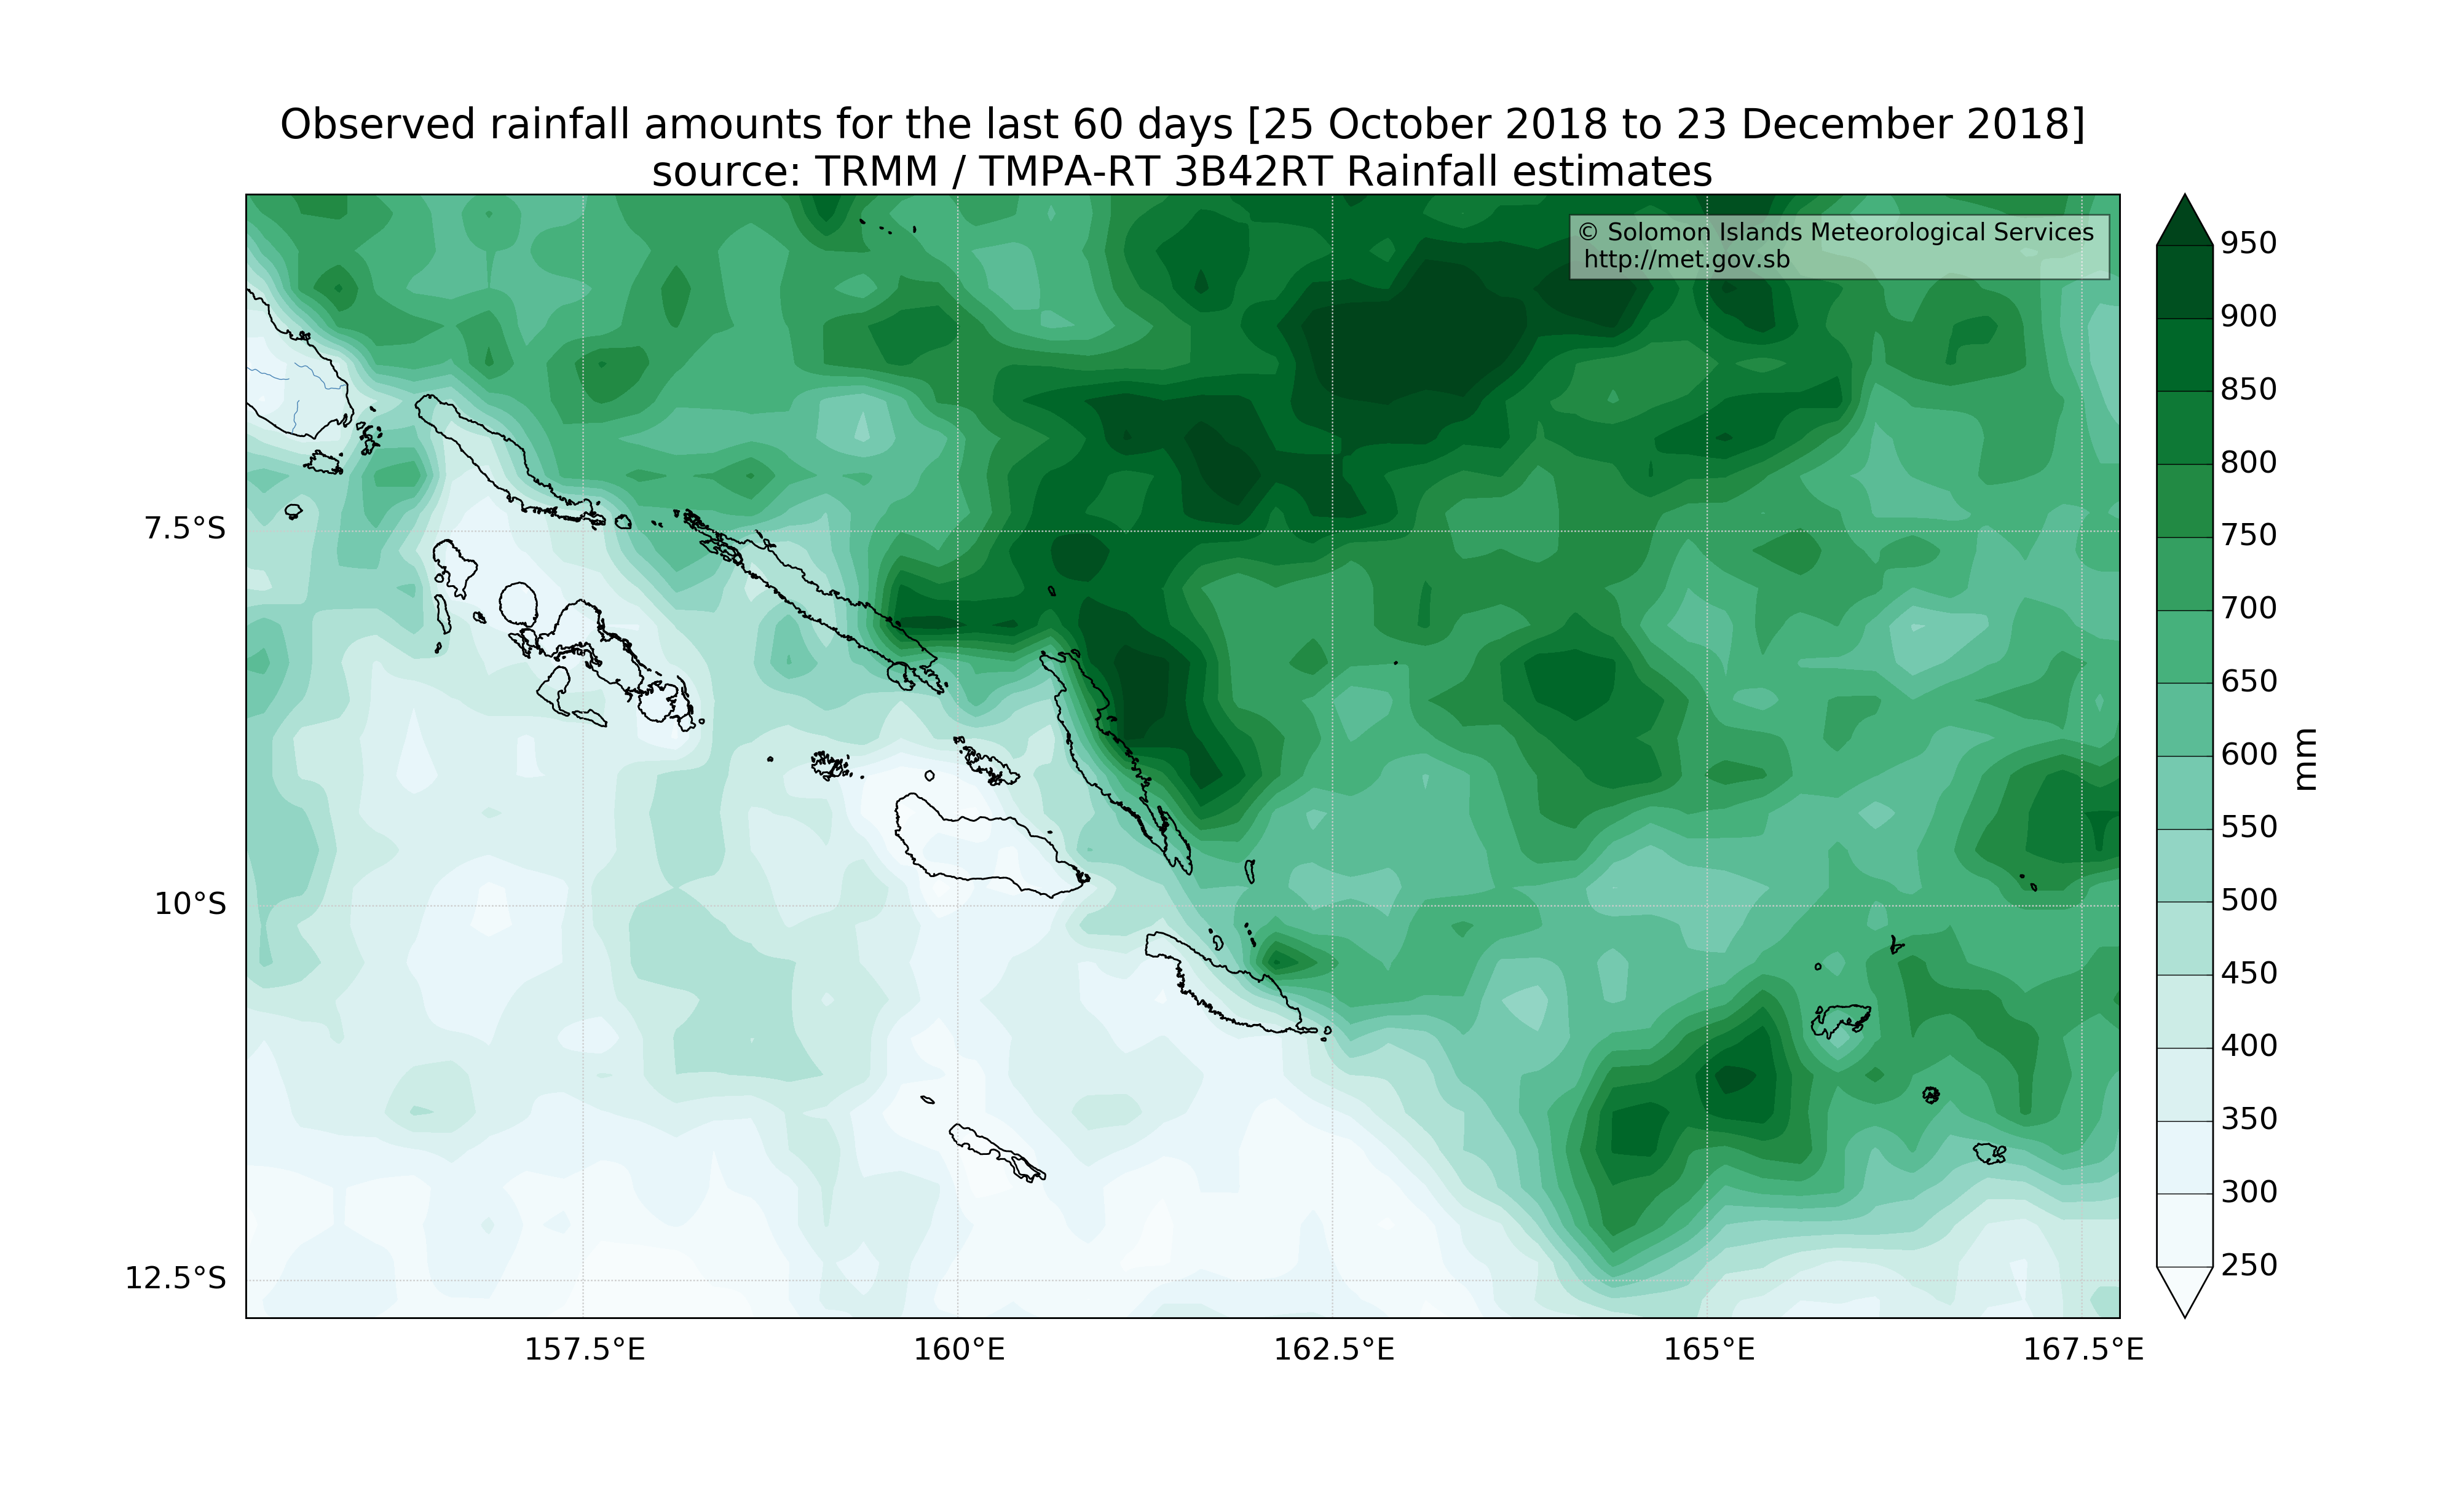 Observed rainfall amounts for the last 60 days [25 October 2018 to 23 December 2018]
source: TRMM / TMPA-RT 3B42RT Rainfall estimates
© Solomon Islands Meteorological Services
http://met.gov.sb
7.5°S
10°S
12.5°S
157.5°E
160°E
162.5°E
165°E
167.5°E
950
900
850
800
750
700
650
600
550
500
450
400
350
300
250
mm